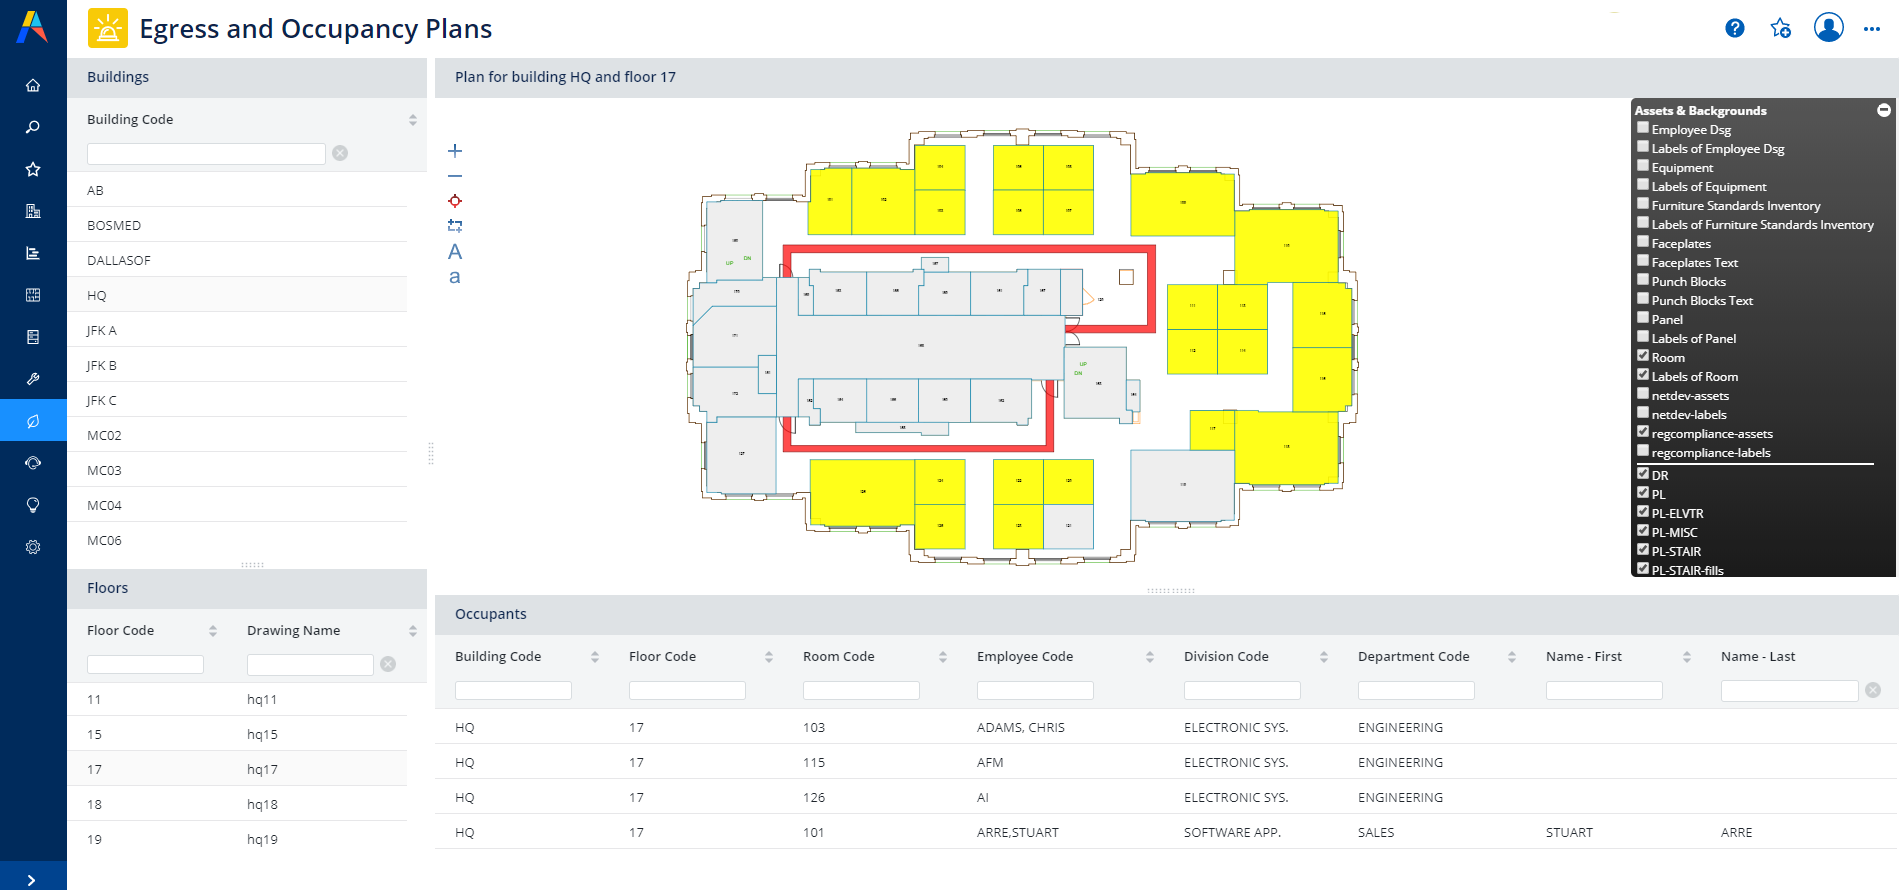 Egress and Occupancy Plans
Buildings
Building Code
AB
BOSMED
DALLASOF
HQ
JFK A
JFK B
JFK C
MC02
MC03
MC04
MC06
Floors
Floor Code Drawing Name
11 hq11
15 hq15
17 hq17
18 hq18
19 hq19
Plan for building HQ and floor 17
A
a
UP DN
UP
DN
Assets & Backgrounds
Employee Dsg
Labels of Employee Dsg
Equipment
Labels of Equipment
Furniture Standards Inventory
Labels of Furniture Standards Inventory
Faceplates
Faceplates Text
Punch Blocks
Punch Blocks Text
Panel
Labels of Panel
Room
Labels of Room
netdev-assets
netdev-labels
regcompliance-assets
regcompliance-labels
DR
PL
PL-ELVTR
PL-MISC
PL-STAIR
PL-STAIR-fills
Occupants
Building Code Floor Code Room Code Employee Code Division Code Department Code Name - First Name - Last
HQ 17 103 ADAMS, CHRIS ELECTRONIC SYS. ENGINEERING
HQ 17 115 AFM ELECTRONIC SYS. ENGINEERING
HQ 17 126 AI ELECTRONIC SYS. ENGINEERING
HQ 17 101 ARRE,STUART SOFTWARE APP. SALES STUART ARRE